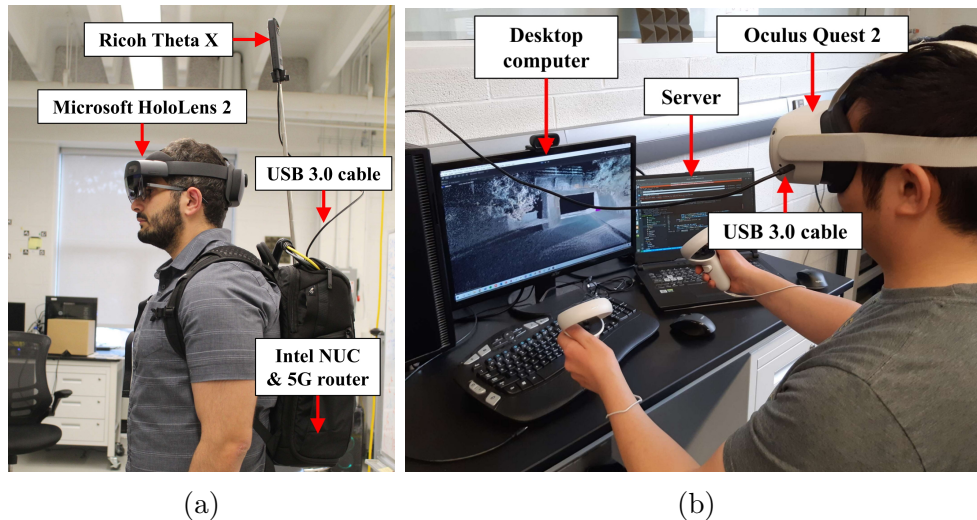 Ricoh Theta X
Microsoft HoloLens 2
USB 3.0 cable
Intel NUC
& 5G router
Desktop
computer
Oculus Quest 2
Server
USB 3.0 cable
(a)
(b)